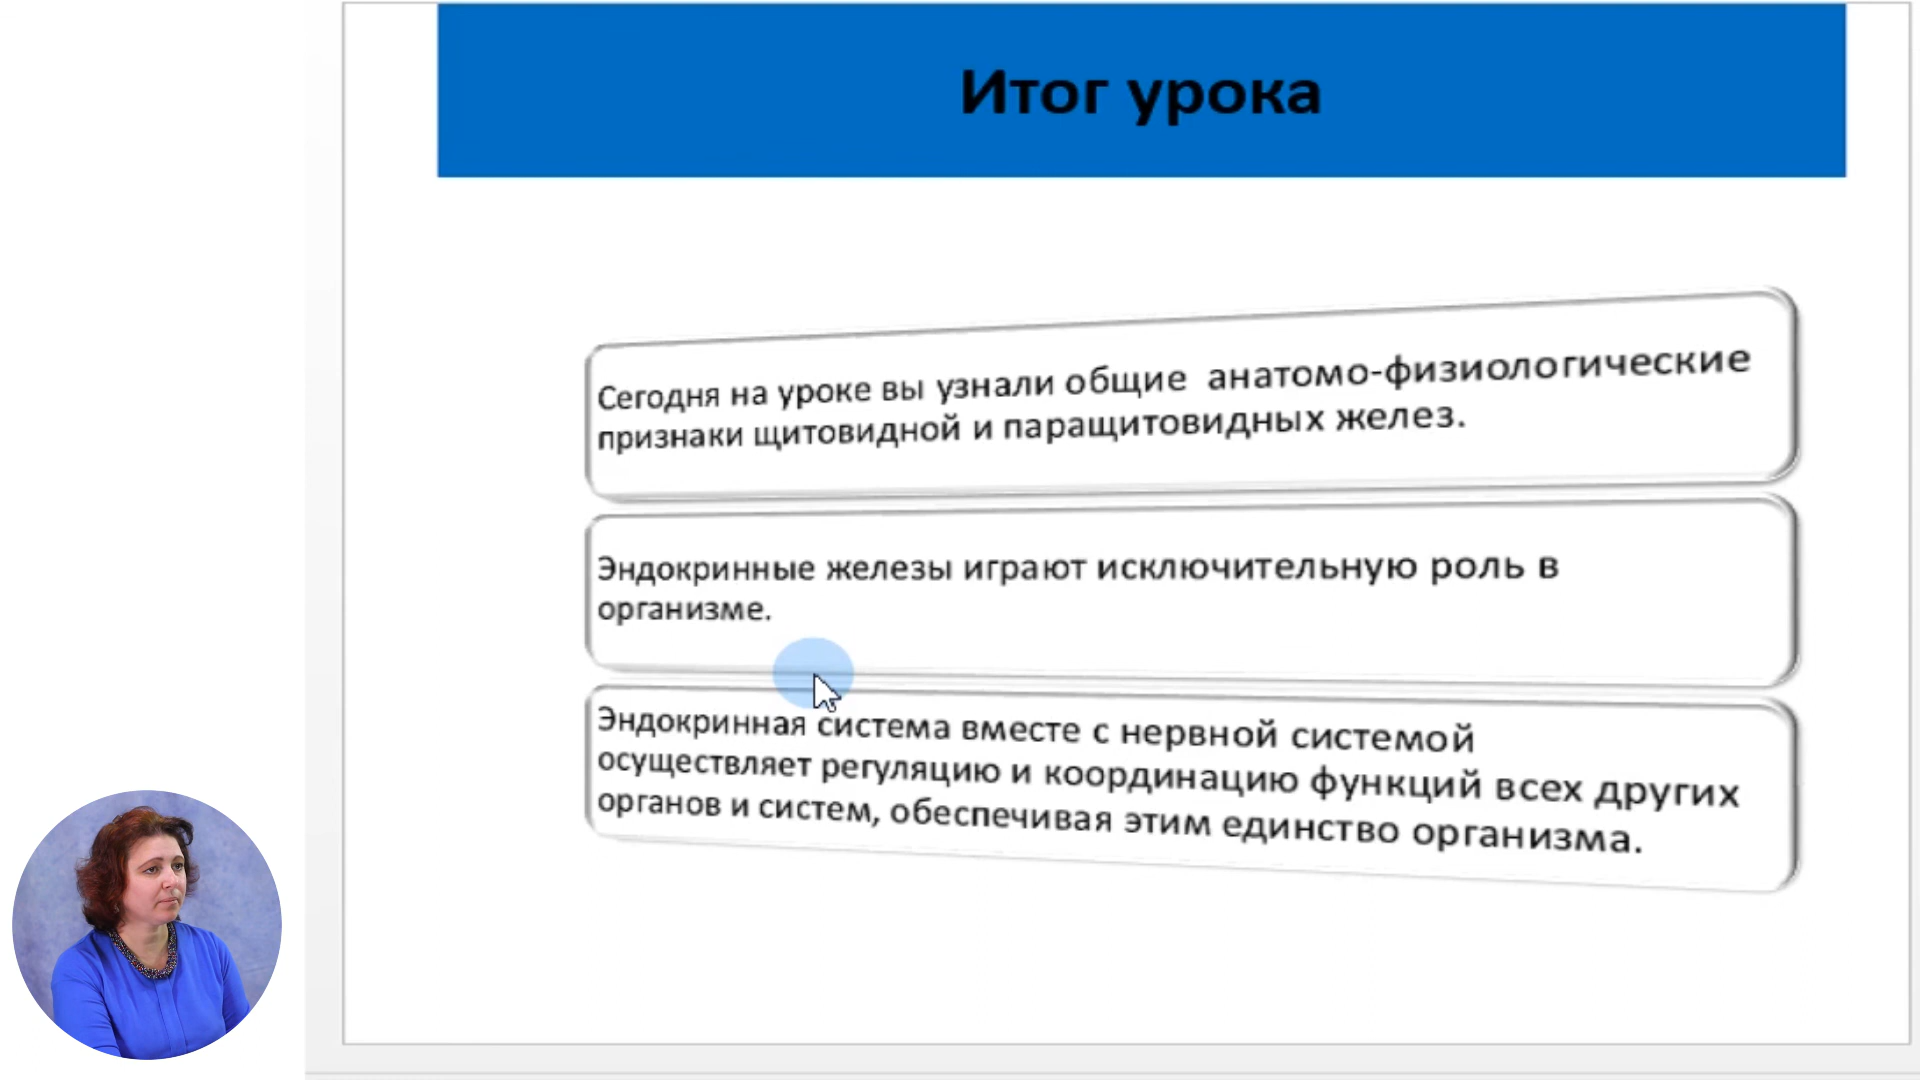 Итог урока
Сегодня на уроке вы узнали общие анатомо-физиологические
признаки щитовидной и паращитовидных желез.
Эндокринные железы играют исключительную роль в
организме.
Эндокринная система вместе с нервной системой
осуществляет регуляцию и координацию функций всех других
органов и систем, обеспечивая этим единство организма.